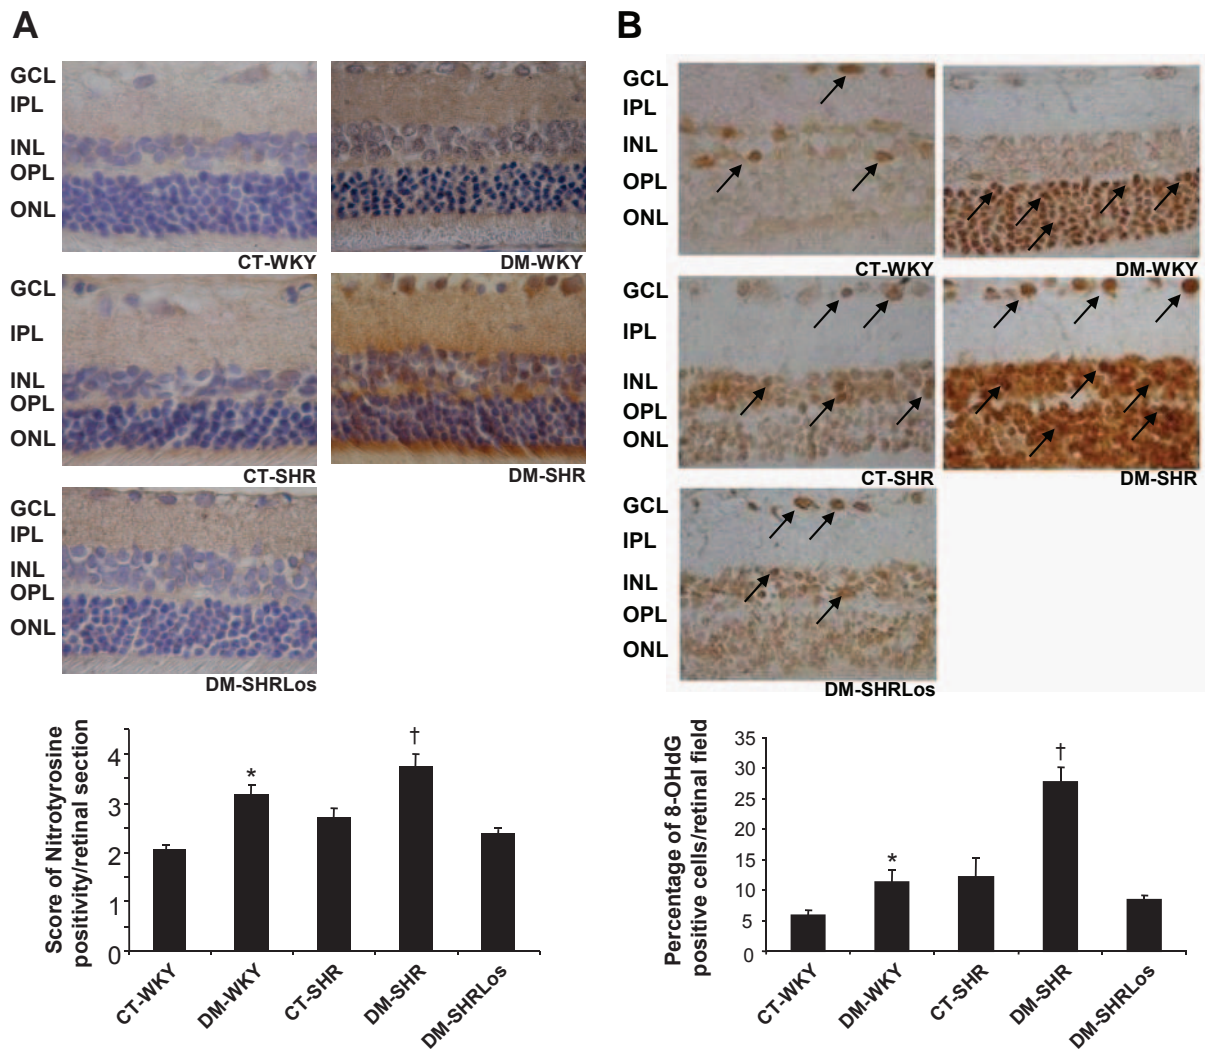 A
GCL
IPL
INL
OPL
ONL
CT-WKY
DM-WKY
GCL
IPL
INL
OPL
ONL
CT-SHR
DM-SHR
GCL
IPL
INL
OPL
ONL
DM-SHRLos
Score of Nitrotyrosine
positivity/retinal section
4
3
2
1
0
*
†
CT-WKY
DM-WKY
CT-SHR
DM-SHR
DM-SHRLos
B
GCL
IPL
INL
OPL
ONL
CT-WKY
DM-WKY
GCL
IPL
INL
OPL
ONL
CT-SHR
DM-SHR
GCL
IPL
INL
OPL
ONL
DM-SHRLos
Percentage of 8-OHdG
positive cells/retinal field
35
30
25
20
15
10
5
0
*
†
CT-WKY
DM-WKY
CT-SHR
DM-SHR
DM-SHRLos